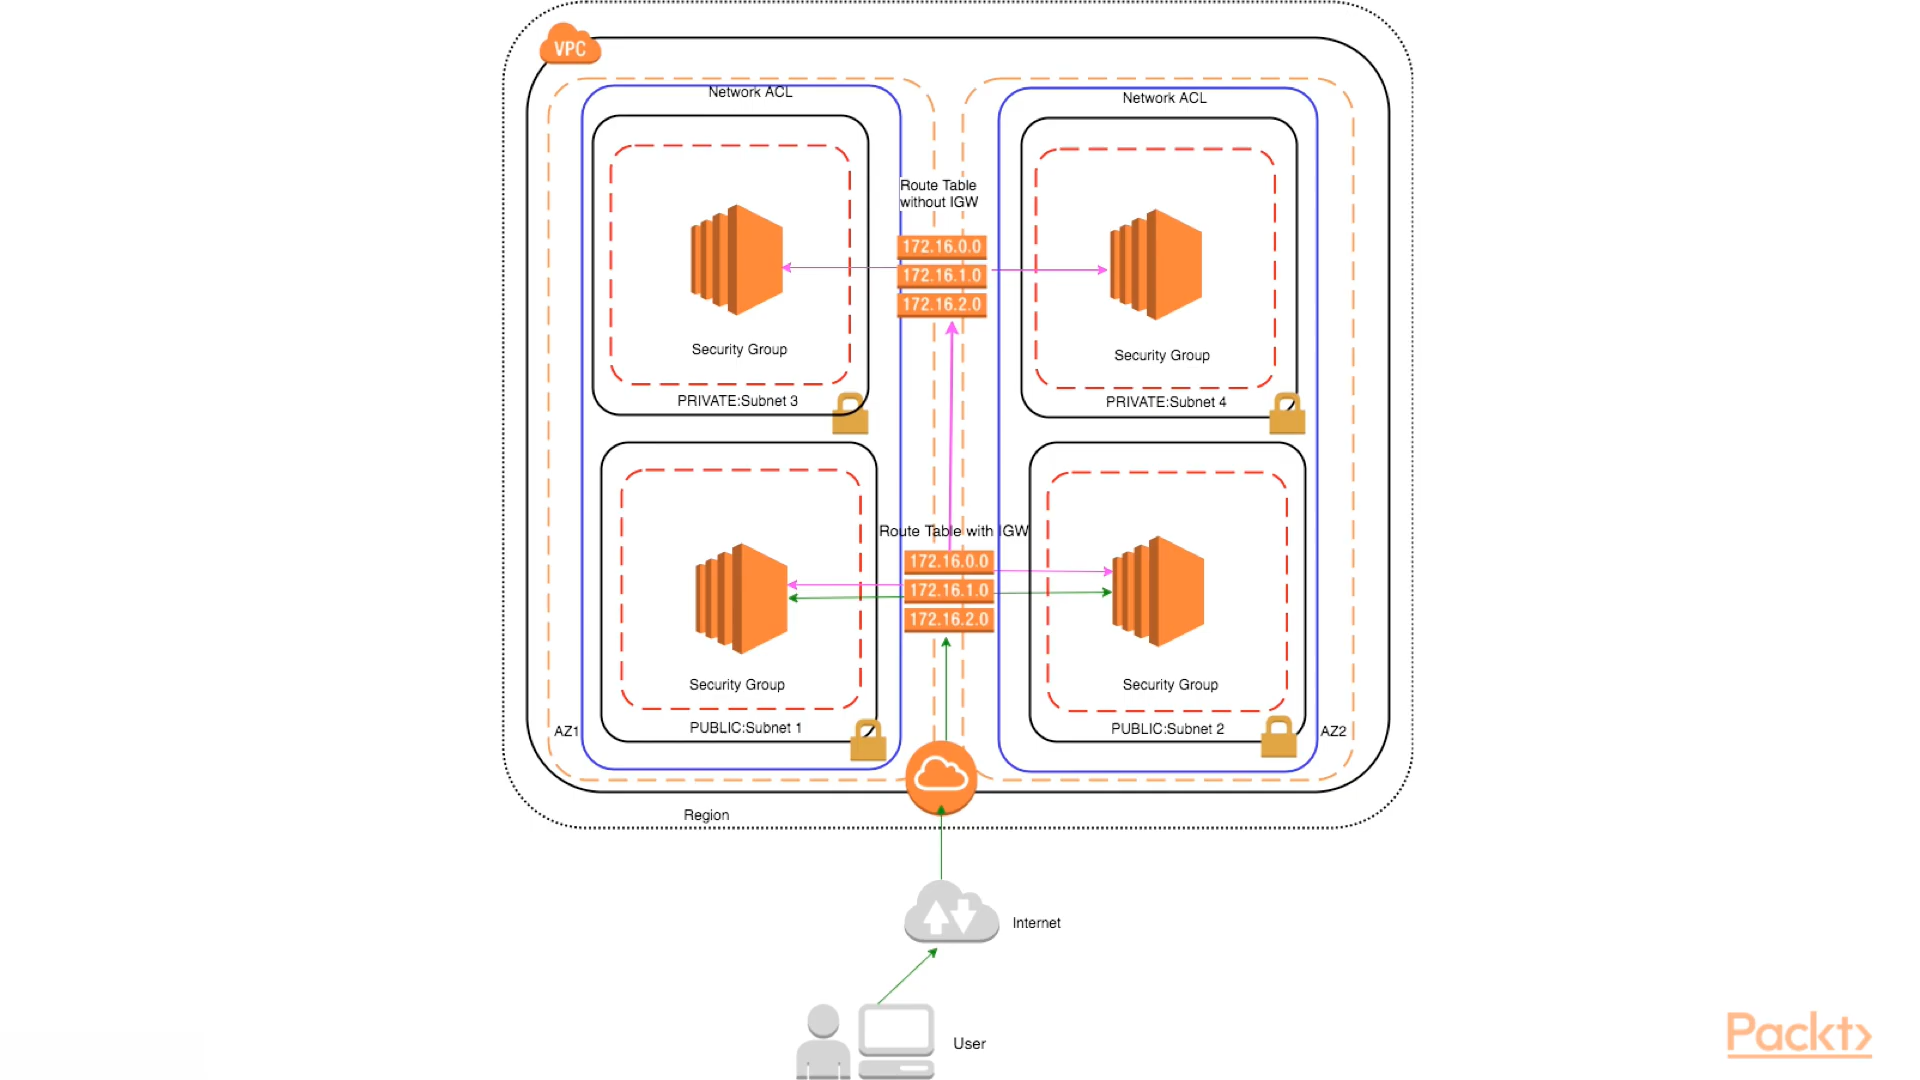 VPC
Network ACL
Network ACL
Route Table
without IGW
172.16.0.0
172.16.1.0
172.16.2.0
Security Group
Security Group
PRIVATE:Subnet 3
PRIVATE:Subnet 4
Route Table with IGW
172.16.0.0
172.16.1.0
172.16.2.0
Security Group
Security Group
PUBLIC:Subnet 1
PUBLIC:Subnet 2
AZ1
AZ2
Region
Internet
User
Packt>